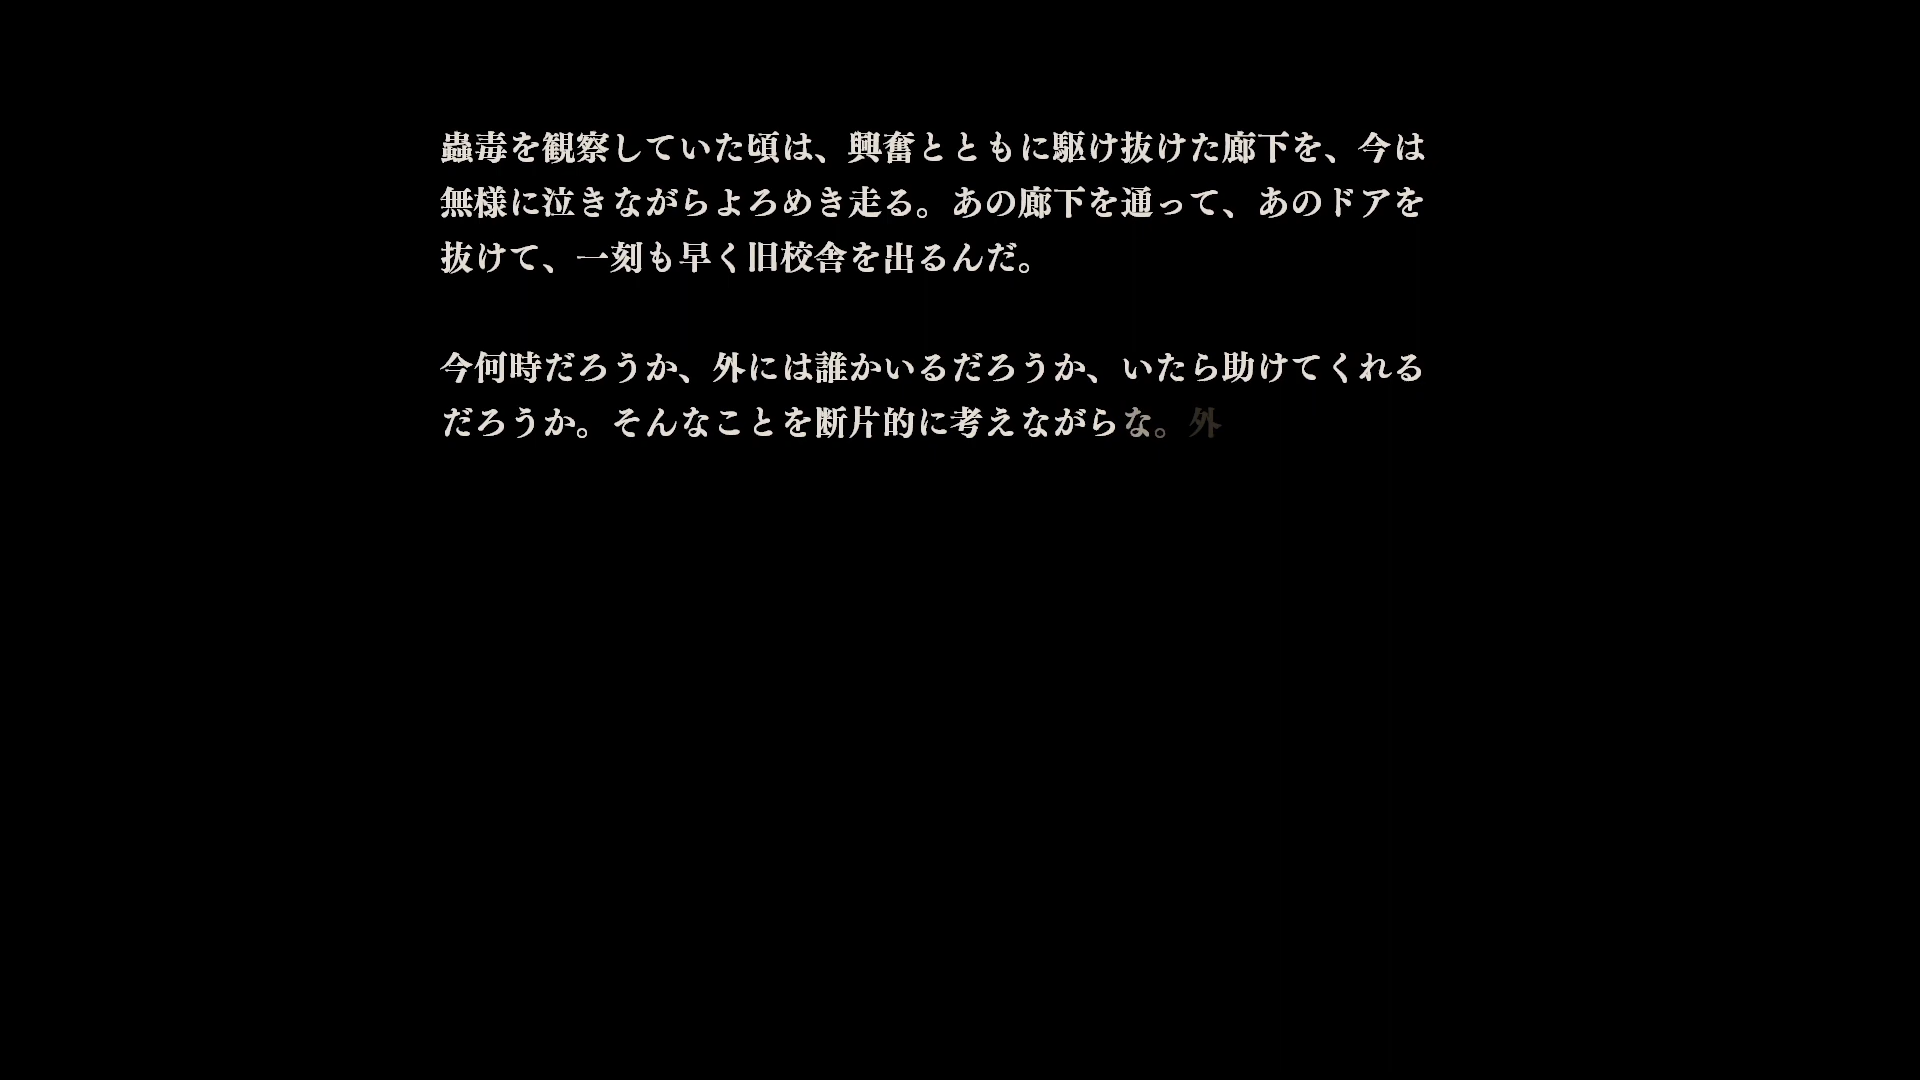 蟲毒を観察していた頃は、興奮とともに駆け抜けた廊下を、今は
無様に泣きながらよろめき走る。あの廊下を通って、あのドアを
抜けて、一刻も早く旧校舎を出るんだ。
今何時だろうか、外には誰かいるだろうか、いたら助けてくれる
だろうか。そんなことを断片的に考えながらな。外